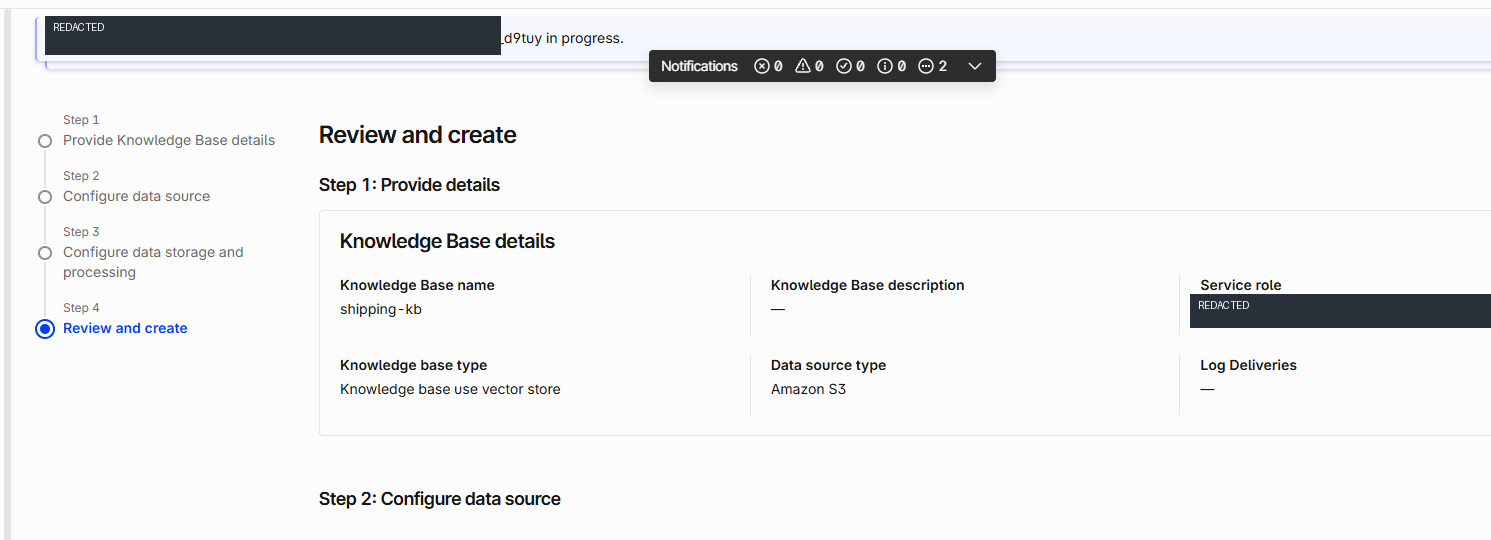 REDACTED
_d9tuy in progress.
Notifications 0 0 0 0 2
Step 1
Provide Knowledge Base details
Step 2
Configure data source
Step 3
Configure data storage and
processing
Step 4
Review and create
Review and create
Step 1: Provide details
Knowledge Base details
Knowledge Base name
shipping-kb
Knowledge Base description
—
Service role
REDACTED
Knowledge base type
Knowledge base use vector store
Data source type
Amazon S3
Log Deliveries
—
Step 2: Configure data source